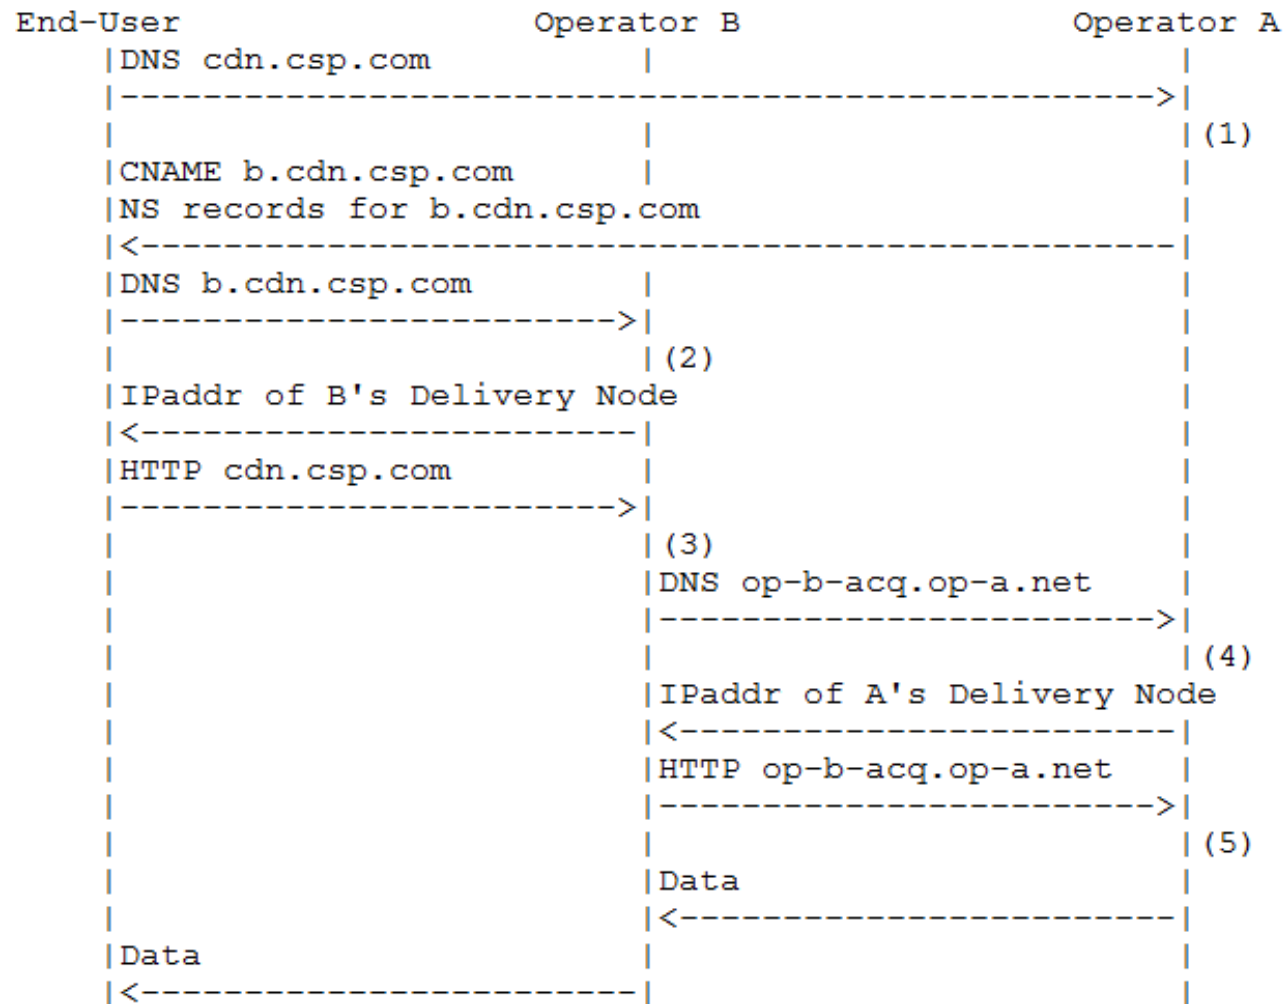 End-User                  Operator B                Operator A
    |DNS cdn.csp.com          |                         |
    |-------------------------------------------------->|
    |                         |                         |(1)
    |CNAME b.cdn.csp.com      |                         |
    |NS records for b.cdn.csp.com                       |
    |<--------------------------------------------------|
    |DNS b.cdn.csp.com        |                         |
    |------------------------>|                         |
    |                         |(2)                      |
    |IPaddr of B's Delivery Node                        |
    |<------------------------|                         |
    |HTTP cdn.csp.com         |                         |
    |------------------------>|                         |
    |                         |(3)                      |
    |                         |DNS op-b-acq.op-a.net    |
    |                         |------------------------>|
    |                         |                         |(4)
    |                         |IPaddr of A's Delivery Node
    |                         |<------------------------|
    |                         |HTTP op-b-acq.op-a.net   |
    |                         |------------------------>|
    |                         |                         |(5)
    |                         |Data                     |
    |                         |<------------------------|
    |Data                     |                         |
    |<------------------------|                         |